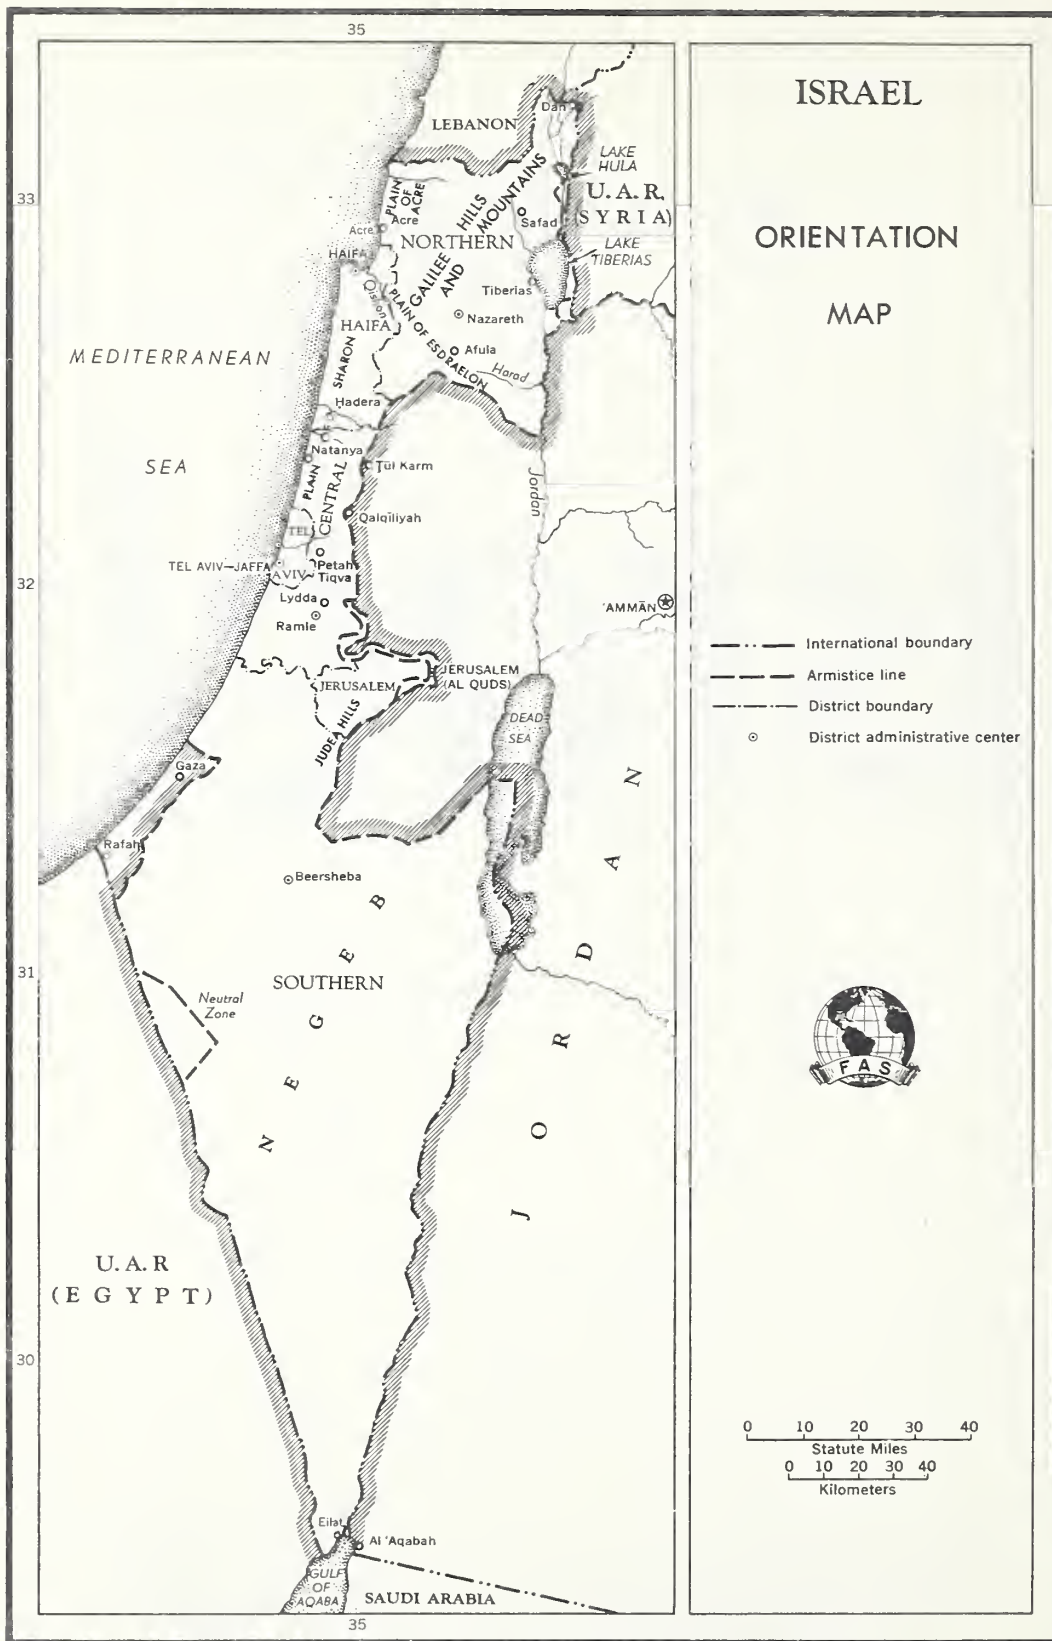 35
ISRAEL
ORIENTATION
MAP
Dan
LEBANON
LAKE
HULA
33
PLAIN
OF
ACRE
HILLS
MOUNTAINS
U. A. R.
(SYRIA)
Safad
Acre
Acre
NORTHERN
HAIFA
LAKE
TIBERIAS
GALILEE
AND
Tiberias
Qishon
PLAIN OF ESDRAELON
Nazareth
HAIFA
MEDITERRANEAN
SEA
SHARON
Afula
Harod
Hadera
Natanya
Tūl Karm
PLAIN
CENTRAL
Jordan
Qalqīliyah
TEL
AVIV
TEL AVIV–JAFFA
Petah
Tiqva
32
Lydda
Ramle
'AMMĀN
International boundary
Armistice line
District boundary
District administrative center
JERUSALEM
(AL QUDS)
JERUSALEM
JUDEA HILLS
DEAD
SEA
Gaza
Rafah
Beersheba
JORDAN
31
SOUTHERN
NEGEB
Neutral
Zone
FAS
U. A. R
(EGYPT)
30
0 10 20 30 40
Statute Miles
0 10 20 30 40
Kilometers
Eilat
Al 'Aqabah
GULF
OF
AQABA
SAUDI ARABIA
35